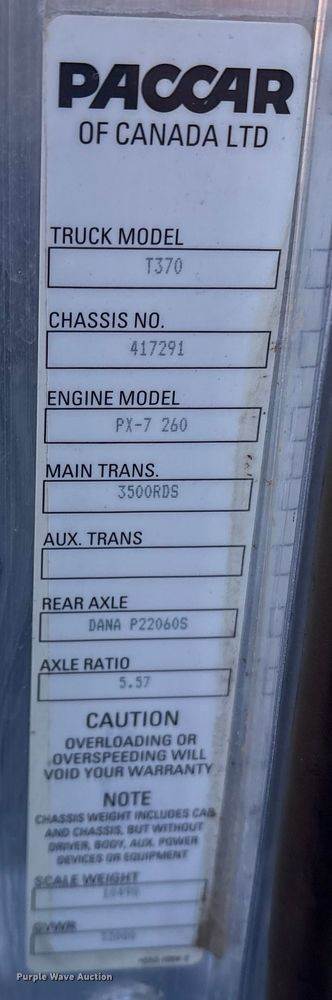 PACCAR
OF CANADA LTD
TRUCK MODEL
T370
CHASSIS NO.
417291
ENGINE MODEL
PX-7 260
MAIN TRANS.
3500RDS
AUX. TRANS
REAR AXLE
DANA P22060S
AXLE RATIO
5.57
CAUTION
OVERLOADING OR
OVERSPEEDING WILL
VOID YOUR WARRANTY
NOTE
CHASSIS WEIGHT INCLUDES CAB
AND CHASSIS, BUT WITHOUT
DRIVER, BODY, AUX. POWER
DEVICES OR EQUIPMENT
SCALE WEIGHT
GVWR
Purple Wave Auction